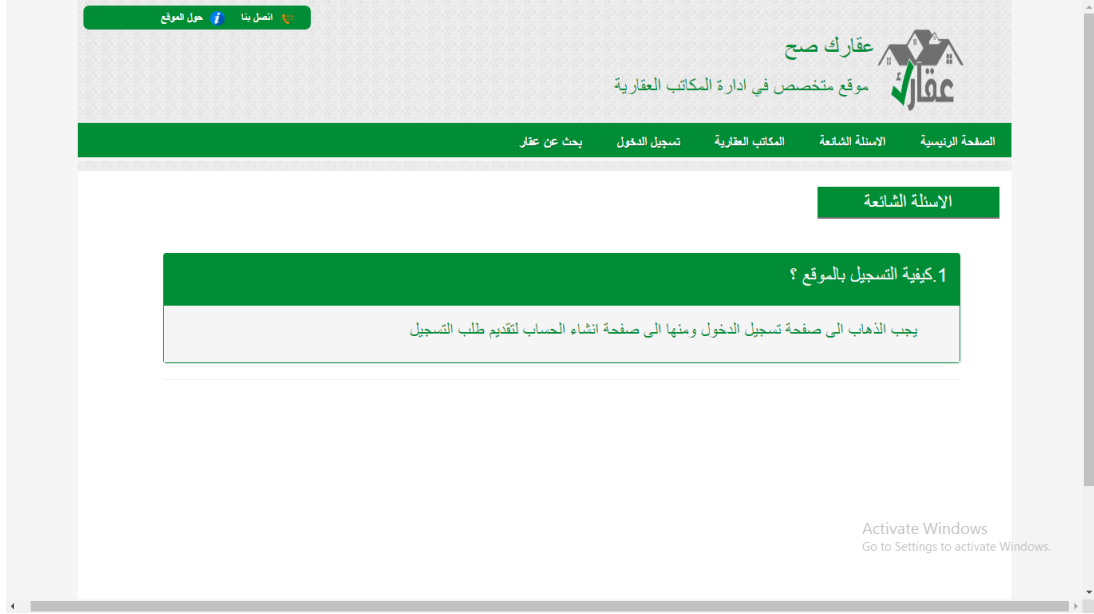 اتصل بنا حول الموقع
عقارك صح
موقع متخصص في ادارة المكاتب العقارية
عقارك
الصفحة الرئيسية الاسئلة الشائعة المكاتب العقارية تسجيل الدخول بحث عن عقار
الاسئلة الشائعة
1.كيفية التسجيل بالموقع ؟
يجب الذهاب الى صفحة تسجيل الدخول ومنها الى صفحة انشاء الحساب لتقديم طلب التسجيل
Activate Windows
Go to Settings to activate Windows.